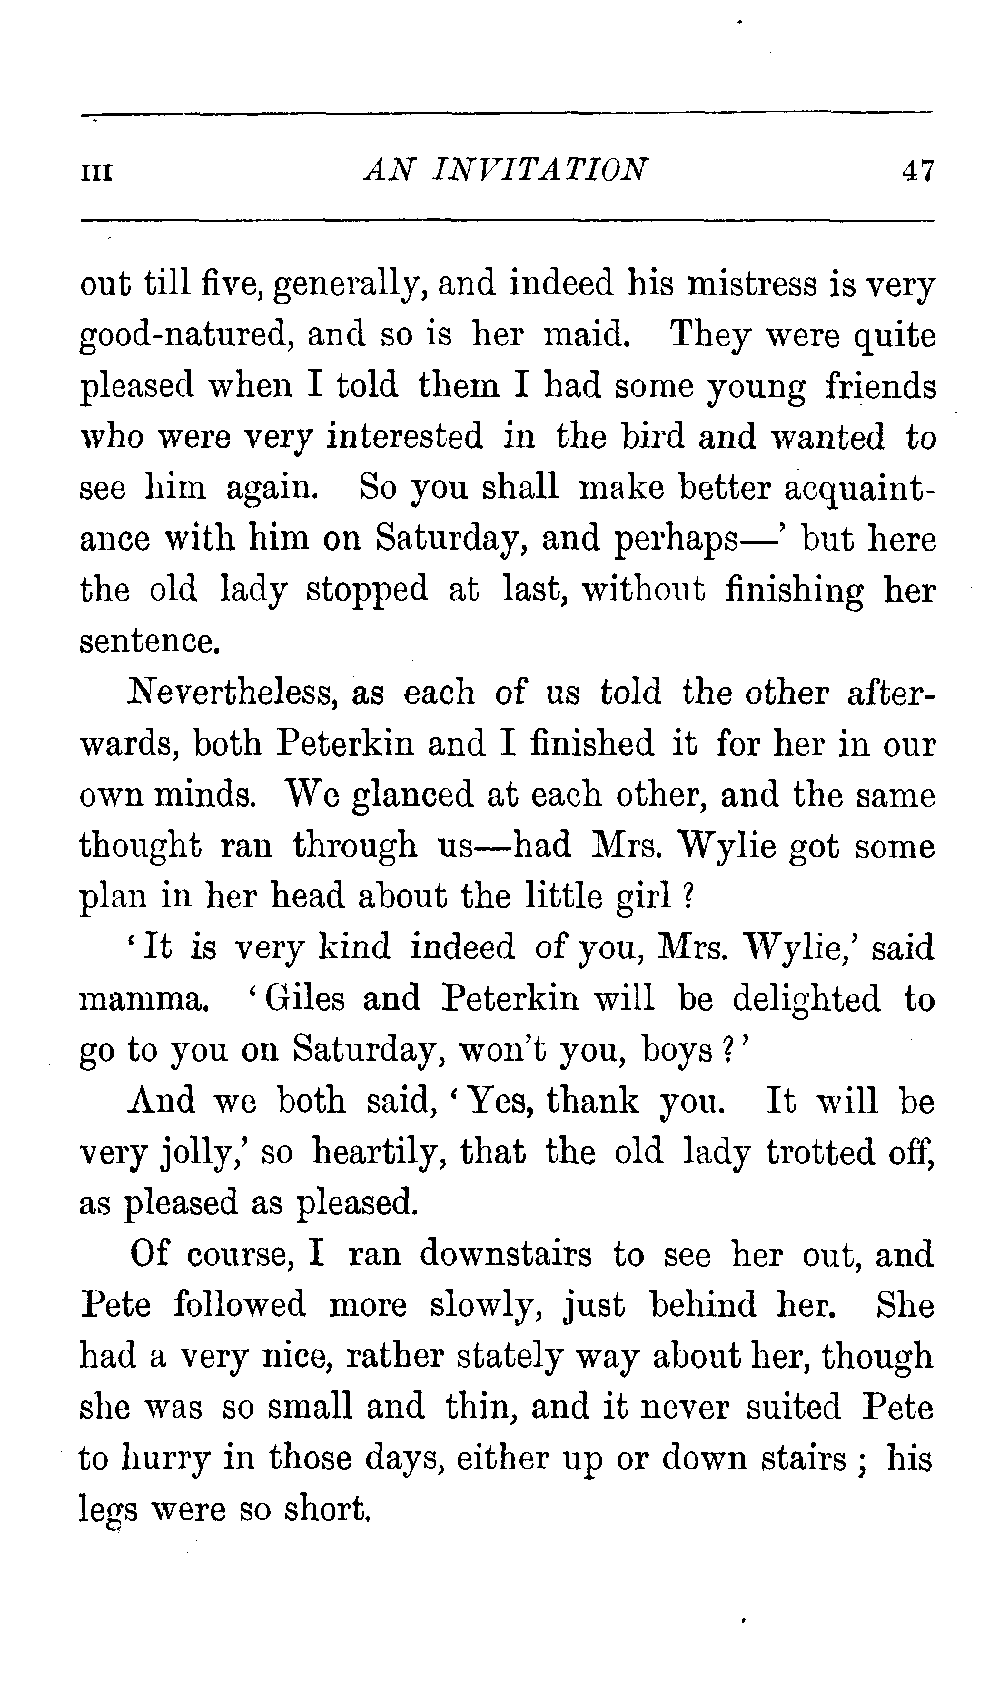 III AN INVITATION 47
out till five, generally, and indeed his mistress is very
good-natured, and so is her maid. They were quite
pleased when I told them I had some young friends
who were very interested in the bird and wanted to
see him again. So you shall make better acquaint-
ance with him on Saturday, and perhaps—’ but here
the old lady stopped at last, without finishing her
sentence.
Nevertheless, as each of us told the other after-
wards, both Peterkin and I finished it for her in our
own minds. We glanced at each other, and the same
thought ran through us—had Mrs. Wylie got some
plan in her head about the little girl ?
‘It is very kind indeed of you, Mrs. Wylie,’ said
mamma. ‘Giles and Peterkin will be delighted to
go to you on Saturday, won’t you, boys ?’
And we both said, ‘Yes, thank you. It will be
very jolly,’ so heartily, that the old lady trotted off,
as pleased as pleased.
Of course, I ran downstairs to see her out, and
Pete followed more slowly, just behind her. She
had a very nice, rather stately way about her, though
she was so small and thin, and it never suited Pete
to hurry in those days, either up or down stairs ; his
legs were so short.